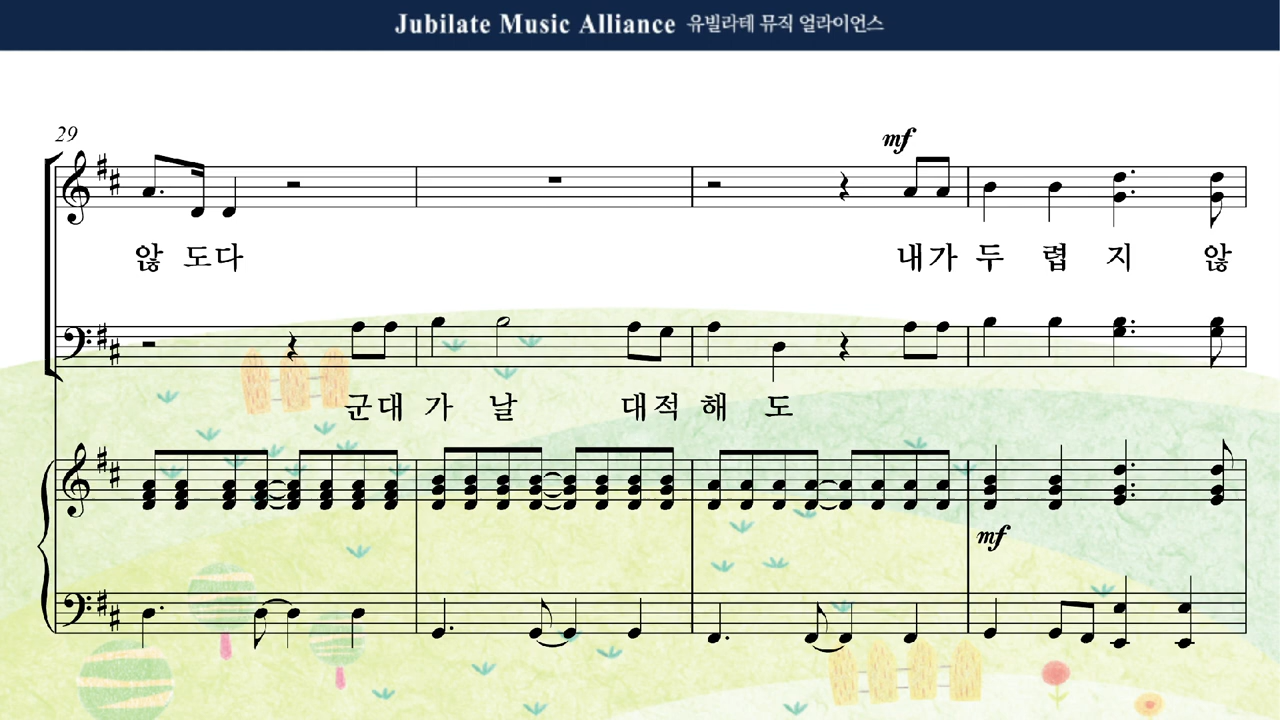 Jubilate Music Alliance 유빌라테 뮤직 얼라이언스
29
mf
않 도다 내가 두 렵 지 않
군대 가 날 대적 해 도
mf